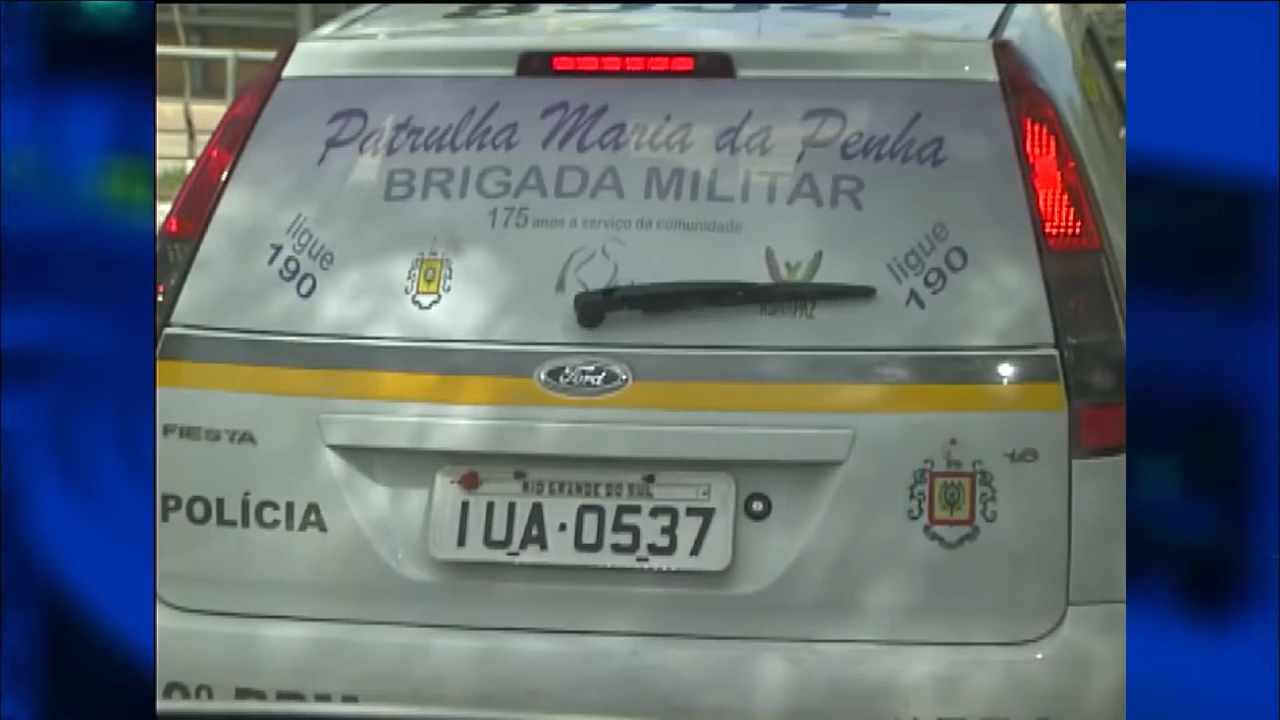 Patrulha Maria da Penha
BRIGADA MILITAR
175 anos a serviço da comunidade
ligue
190
ligue
190
Ford
FIESTA
1.6
POLÍCIA
RIO GRANDE DO SUL
IUA·0537